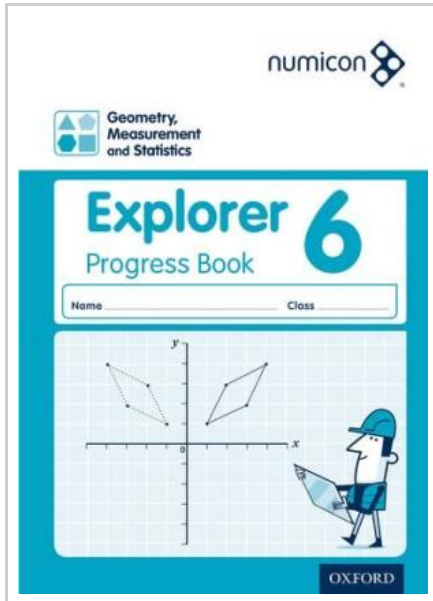 numicon
Geometry,
Measurement
and Statistics
Explorer 6
Progress Book
Name
Class
y
x
0
OXFORD